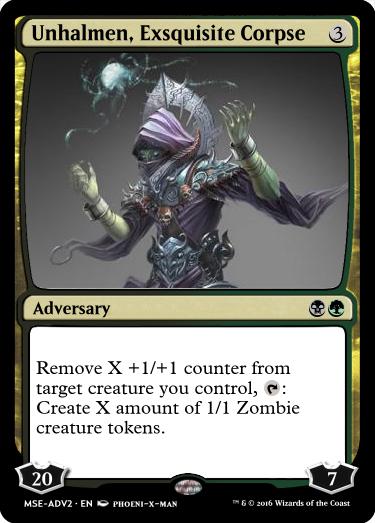 Unhalmen, Exsquisite Corpse 3
Adversary
Remove X +1/+1 counter from
target creature you control, :
Create X amount of 1/1 Zombie
creature tokens.
20
7
MSE-ADV2 • EN PHOENI-X-MAN
™ & © 2016 Wizards of the Coast